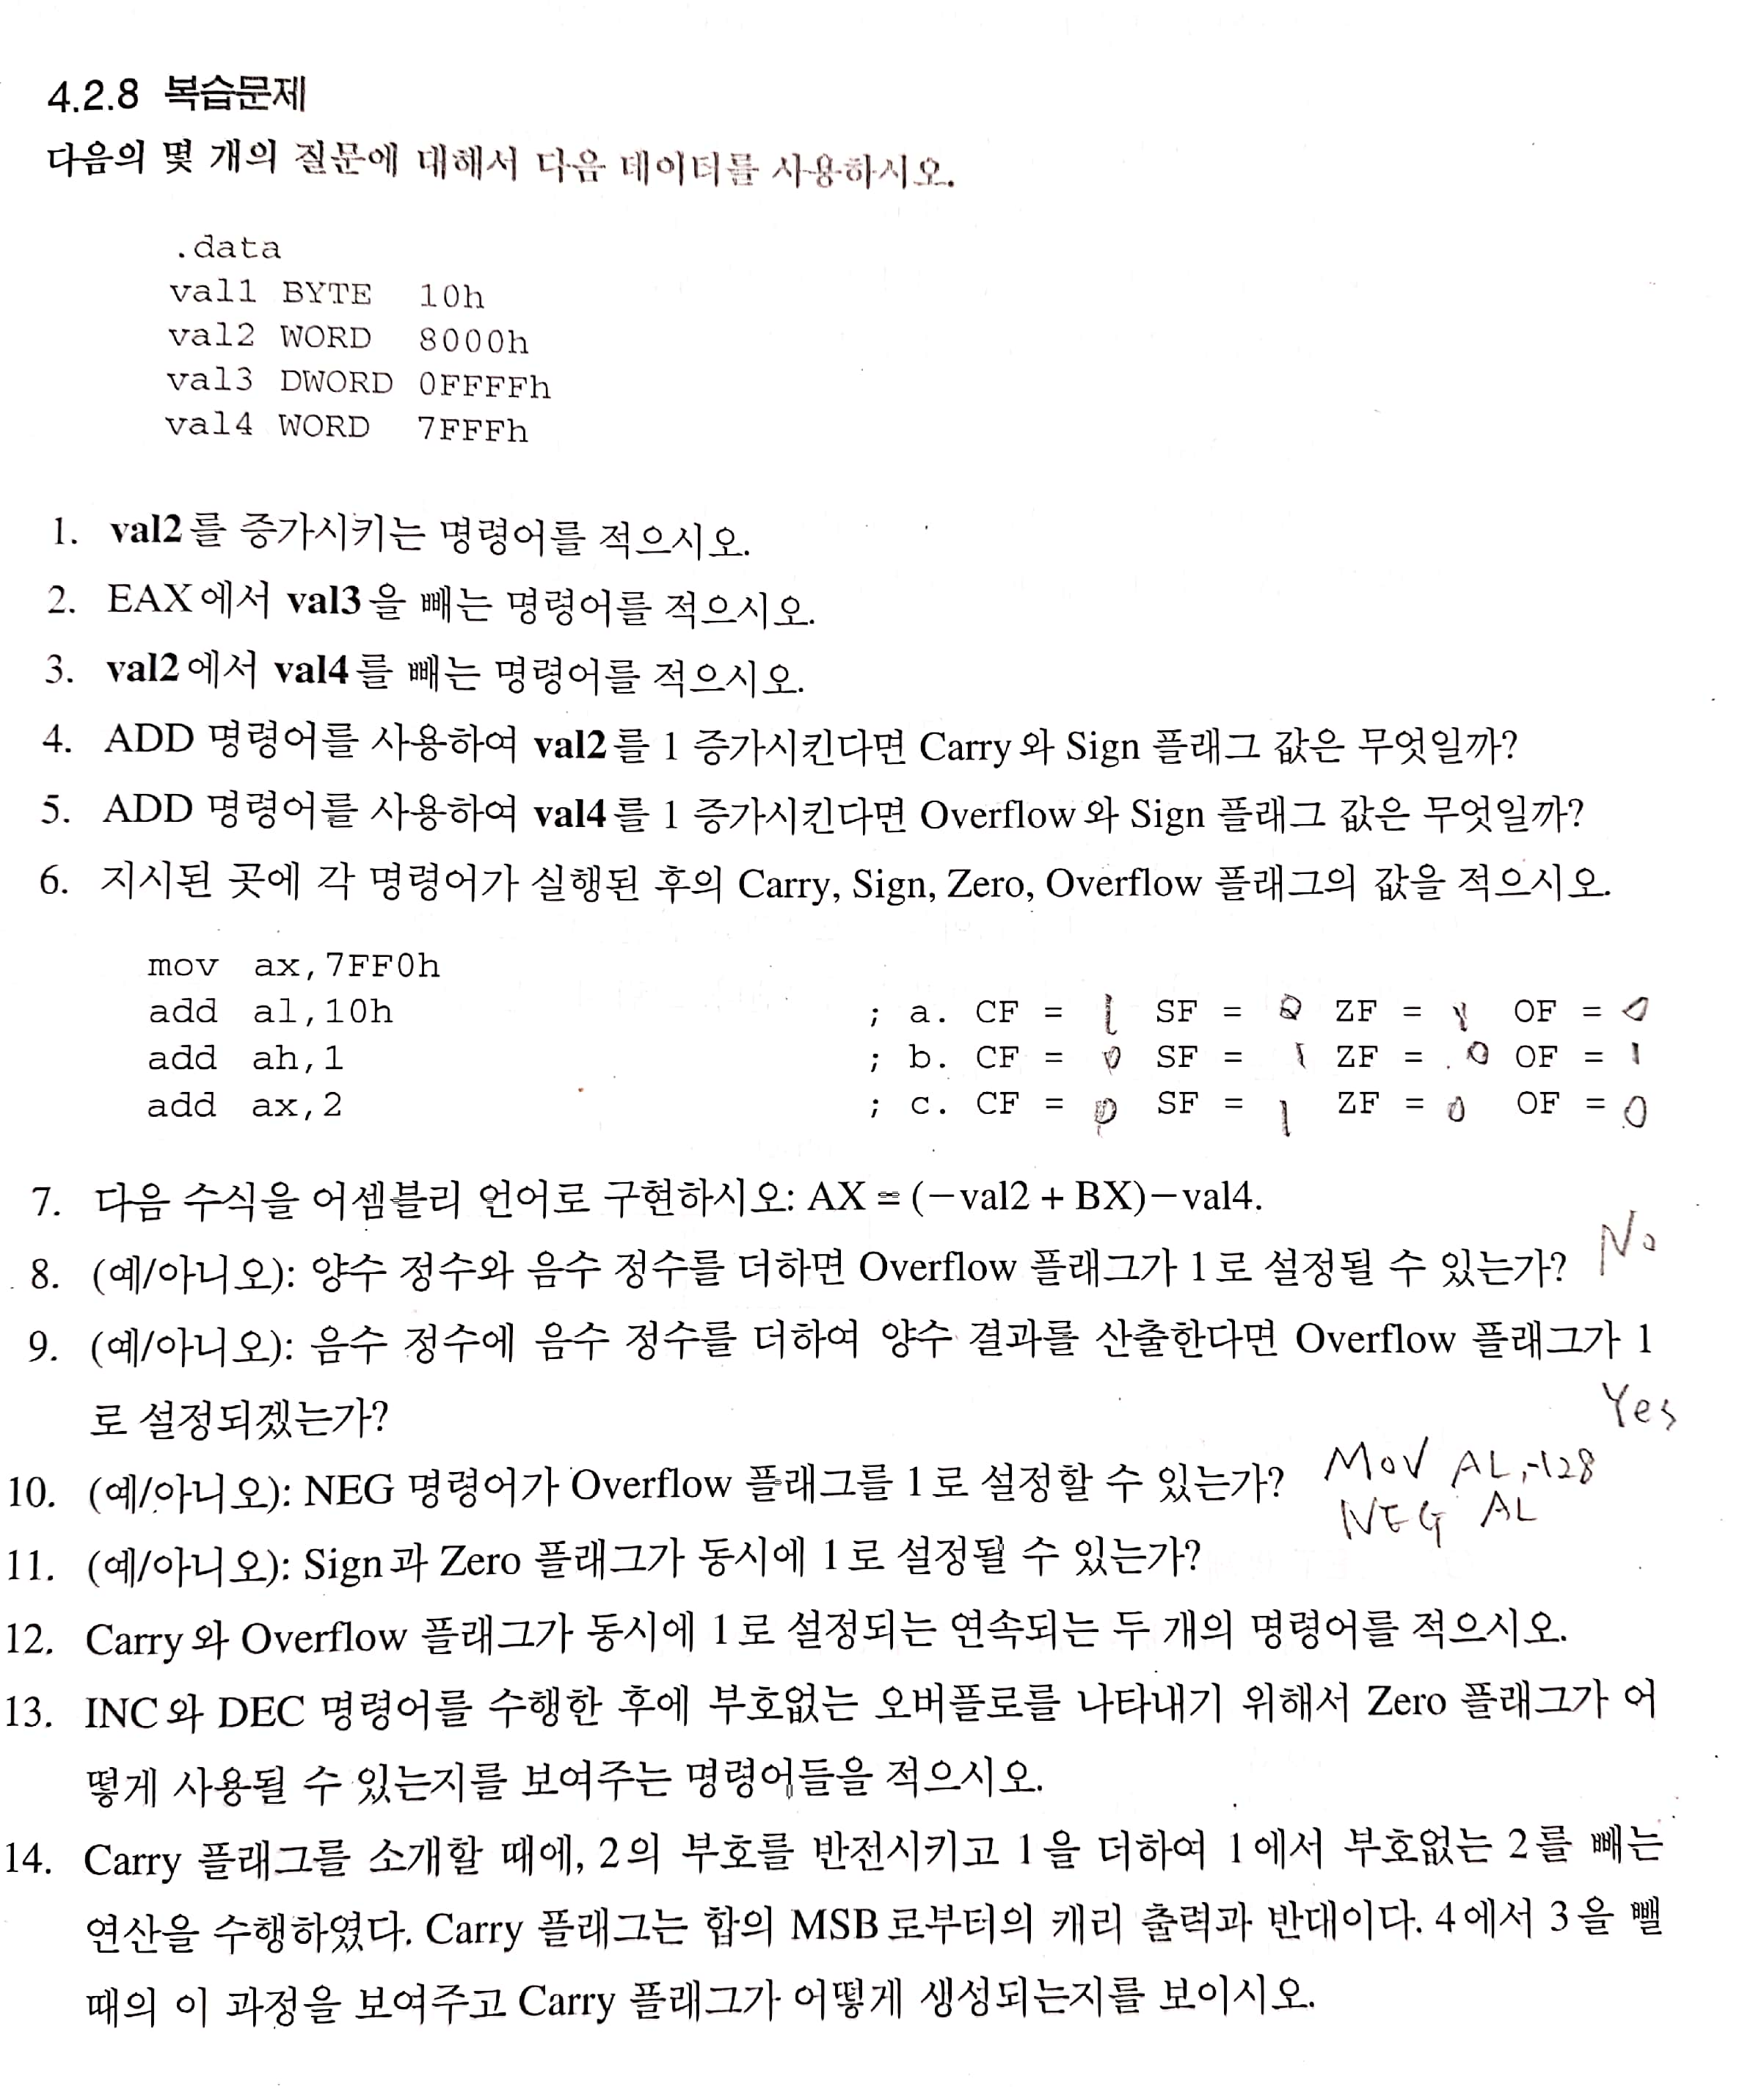 4.2.8 복습문제
다음의 몇 개의 질문에 대해서 다음 데이터를 사용하시오.
.data
val1 BYTE 10h
val2 WORD 8000h
val3 DWORD 0FFFFh
val4 WORD 7FFFh
1. val2를 증가시키는 명령어를 적으시오.
2. EAX에서 val3을 빼는 명령어를 적으시오.
3. val2에서 val4를 빼는 명령어를 적으시오.
4. ADD 명령어를 사용하여 val2를 1 증가시킨다면 Carry와 Sign 플래그 값은 무엇일까?
5. ADD 명령어를 사용하여 val4를 1 증가시킨다면 Overflow와 Sign 플래그 값은 무엇일까?
6. 지시된 곳에 각 명령어가 실행된 후의 Carry, Sign, Zero, Overflow 플래그의 값을 적으시오.
mov ax,7FF0h
add al,10h ; a. CF = 1 SF = 0 ZF = 1 OF = 0
add ah,1 ; b. CF = 0 SF = 1 ZF = 0 OF = 1
add ax,2 ; c. CF = 0 SF = 1 ZF = 0 OF = 0
7. 다음 수식을 어셈블리 언어로 구현하시오: AX = (−val2 + BX)−val4.
8. (예/아니오): 양수 정수와 음수 정수를 더하면 Overflow 플래그가 1로 설정될 수 있는가? No
9. (예/아니오): 음수 정수에 음수 정수를 더하여 양수 결과를 산출한다면 Overflow 플래그가 1
로 설정되겠는가? Yes
10. (예/아니오): NEG 명령어가 Overflow 플래그를 1로 설정할 수 있는가? MOV AL,-128
NEG AL
11. (예/아니오): Sign과 Zero 플래그가 동시에 1로 설정될 수 있는가?
12. Carry와 Overflow 플래그가 동시에 1로 설정되는 연속되는 두 개의 명령어를 적으시오.
13. INC와 DEC 명령어를 수행한 후에 부호없는 오버플로를 나타내기 위해서 Zero 플래그가 어
떻게 사용될 수 있는지를 보여주는 명령어들을 적으시오.
14. Carry 플래그를 소개할 때에, 2의 부호를 반전시키고 1을 더하여 1에서 부호없는 2를 빼는
연산을 수행하였다. Carry 플래그는 합의 MSB로부터의 캐리 출력과 반대이다. 4에서 3을 뺄
때의 이 과정을 보여주고 Carry 플래그가 어떻게 생성되는지를 보이시오.